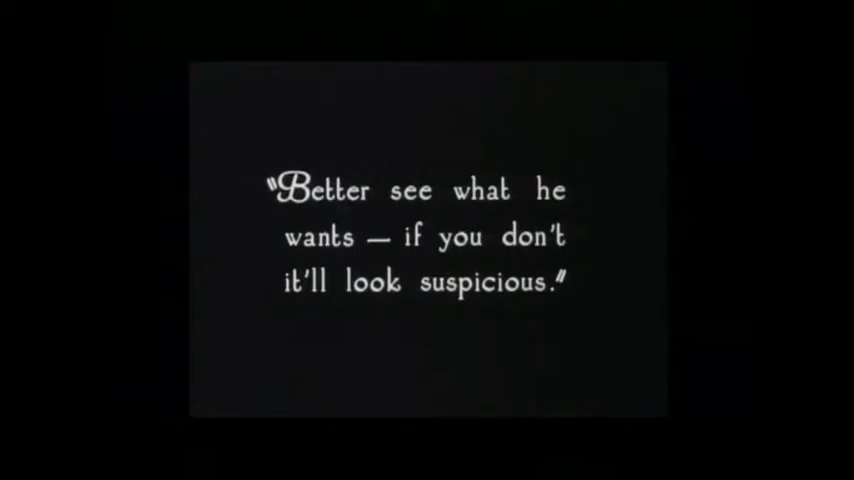 "Better see what he
wants — if you don't
it'll look suspicious."